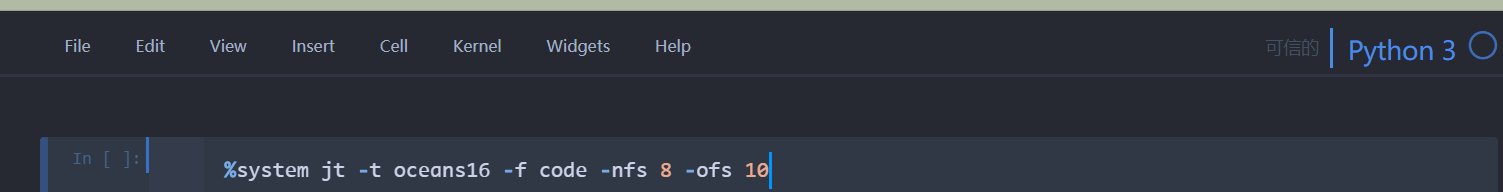 File Edit View Insert Cell Kernel Widgets Help 可信的 Python 3
In [ ]: %system jt -t oceans16 -f code -nfs 8 -ofs 10